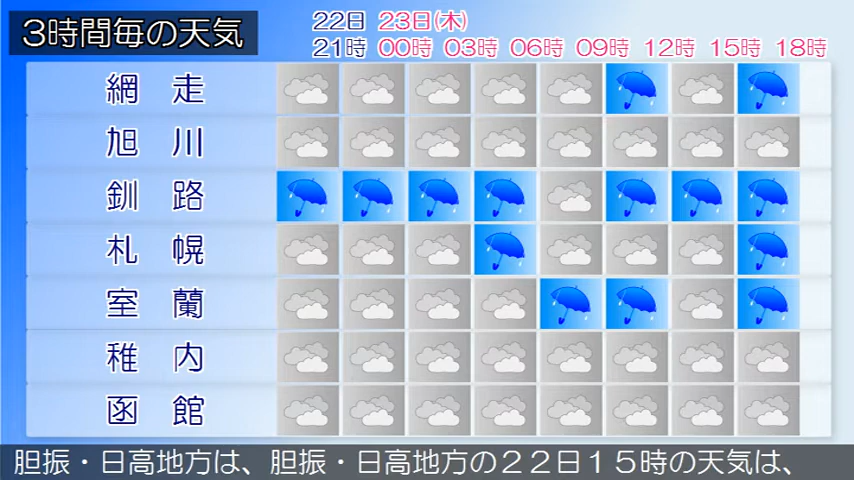 3時間毎の天気
22日 23日(木)
21時 00時 03時 06時 09時 12時 15時 18時
網 走
旭 川
釧 路
札 幌
室 蘭
稚 内
函 館
胆振・日高地方は、胆振・日高地方の22日15時の天気は、